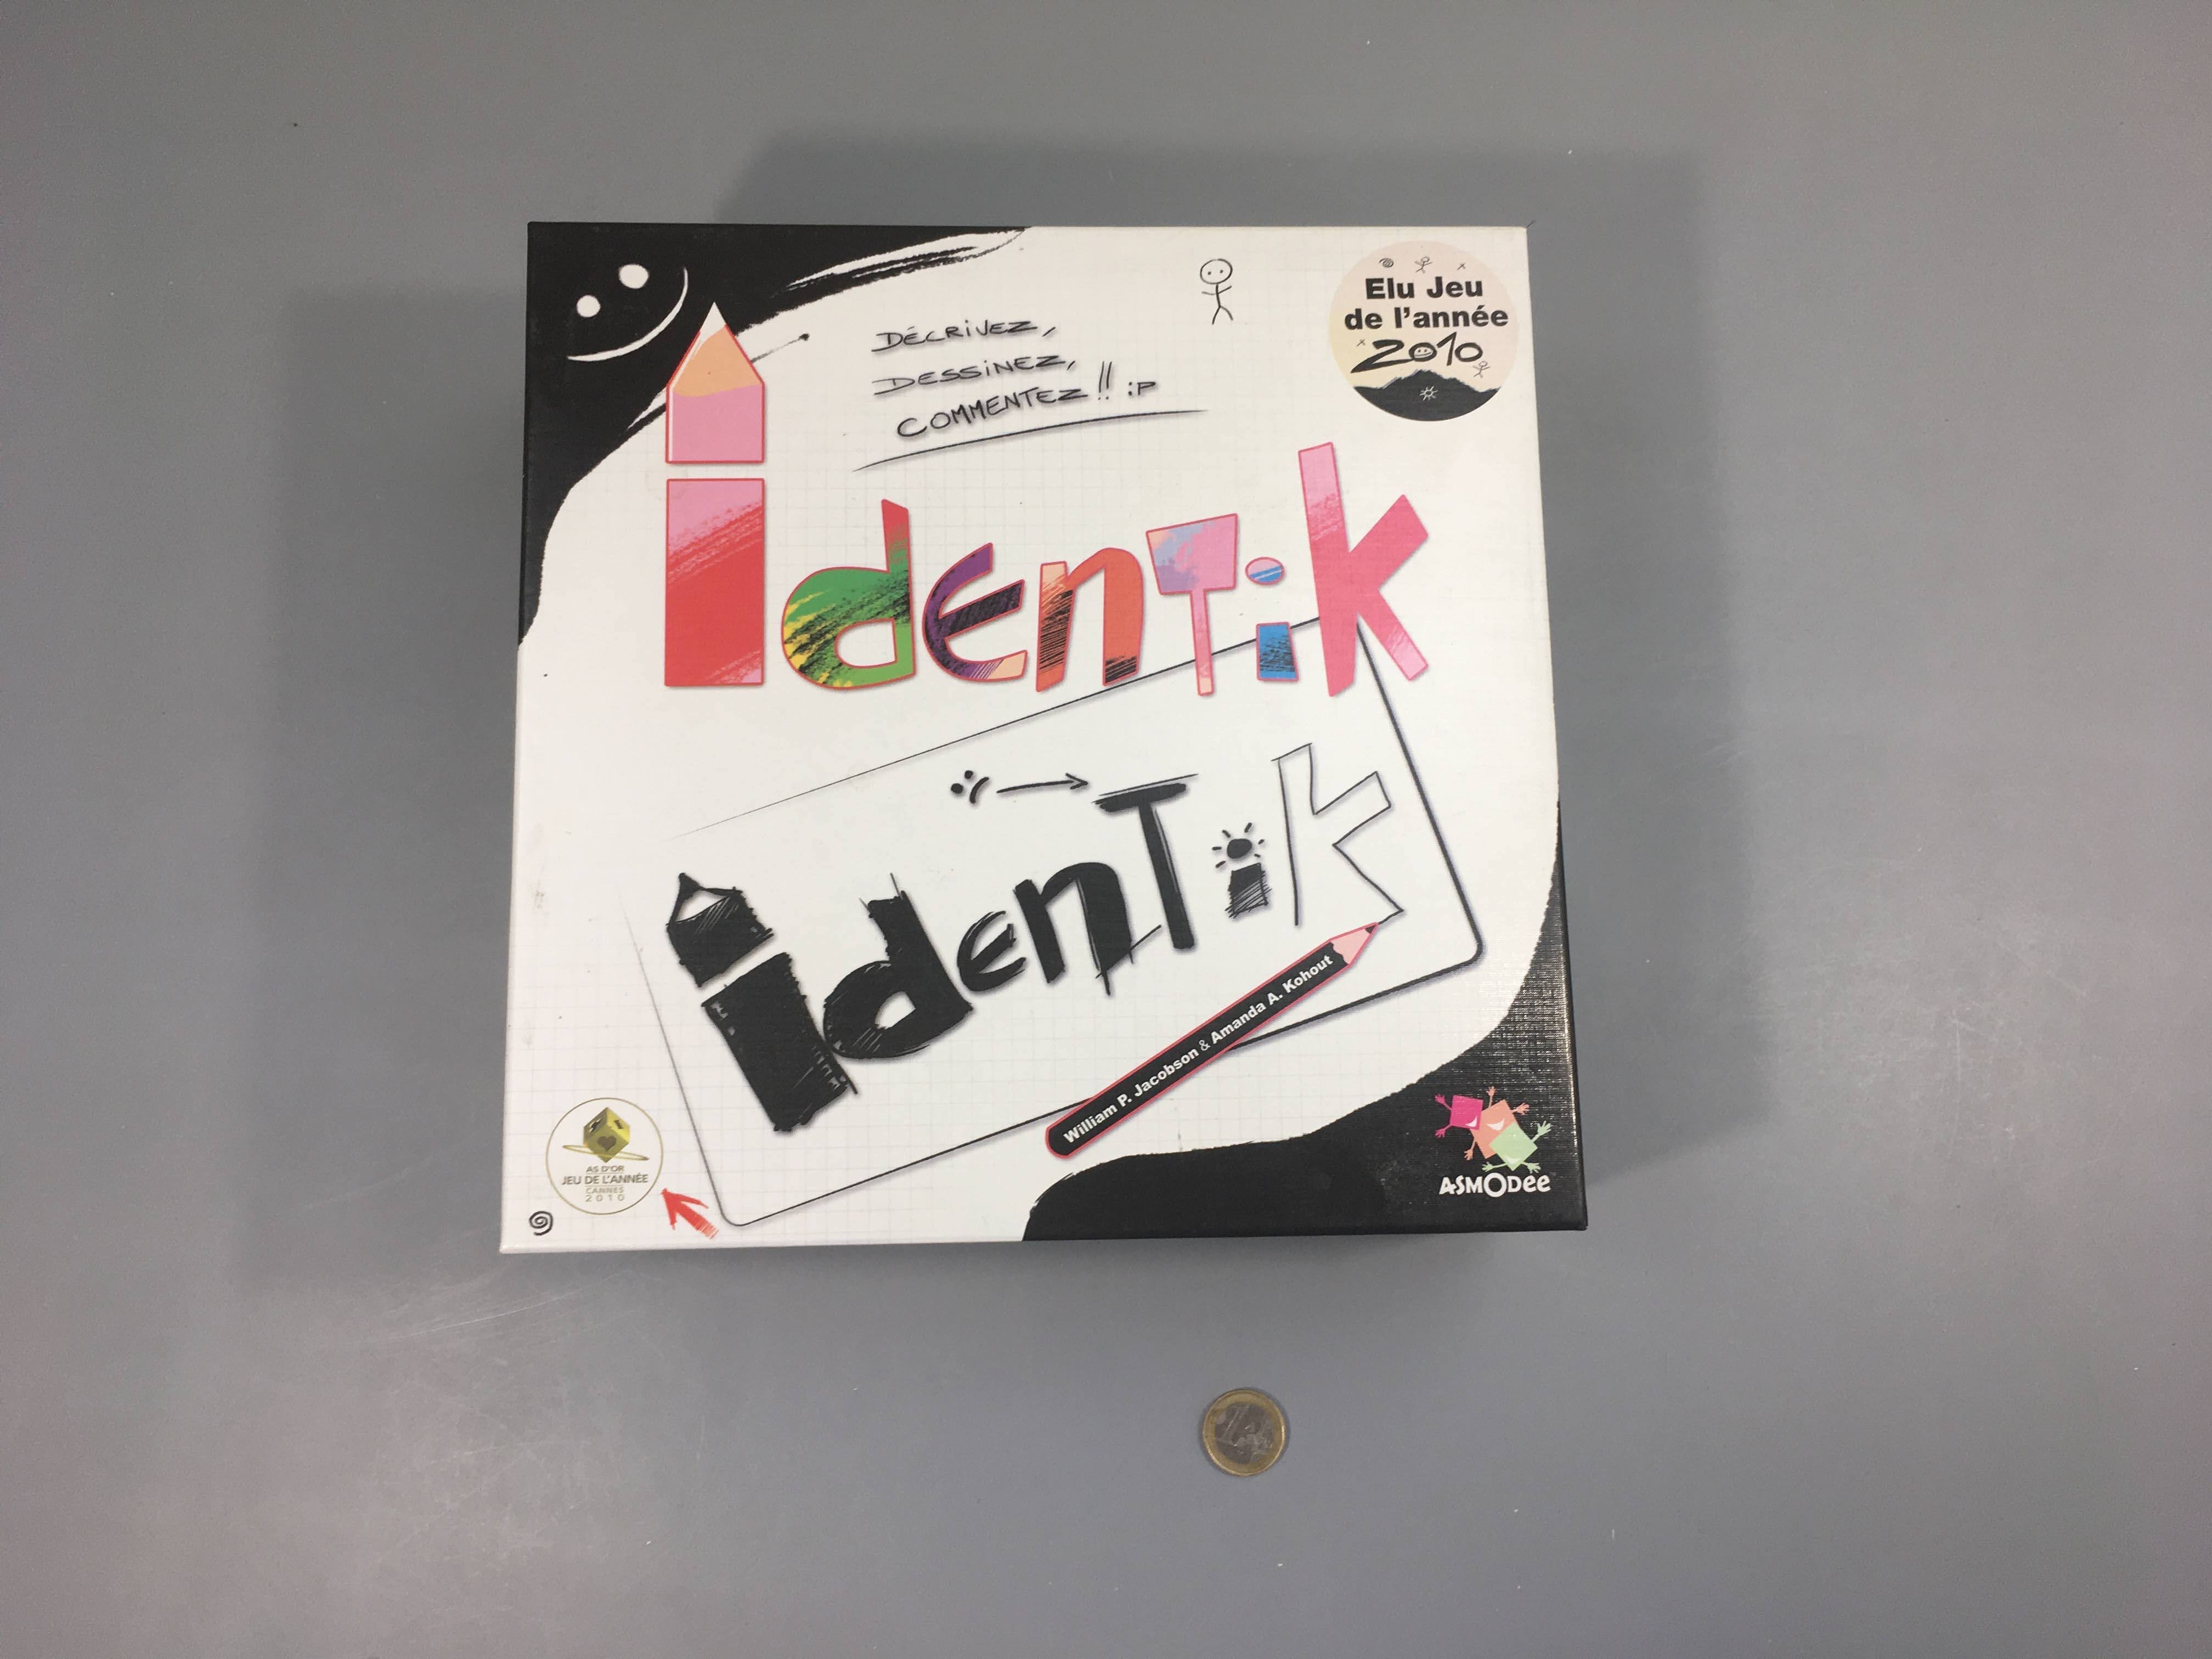 DÉCRIVEZ,
DESSINEZ,
COMMENTEZ!! :P
Elu Jeu
de l'année
2010
identik
identik
William P. Jacobson & Amanda A. Kohout
AS D'OR
JEU DE L'ANNÉE
CANNES
2010
ASMODee
1